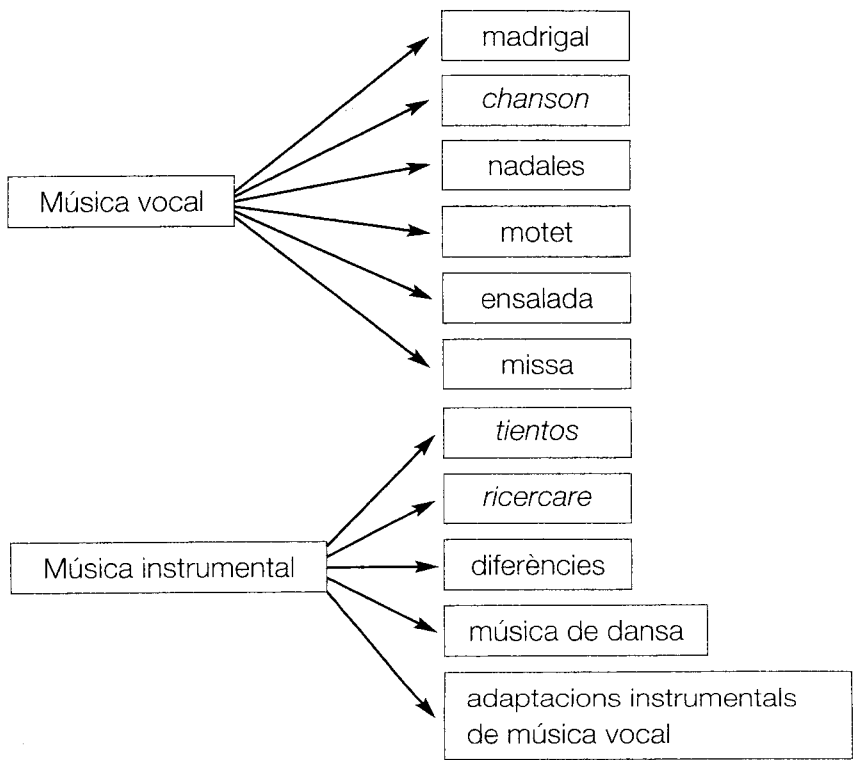 madrigal
chanson
nadales
Música vocal
motet
ensalada
missa
tientos
ricercare
Música instrumental
diferències
música de dansa
adaptacions instrumentals
de música vocal